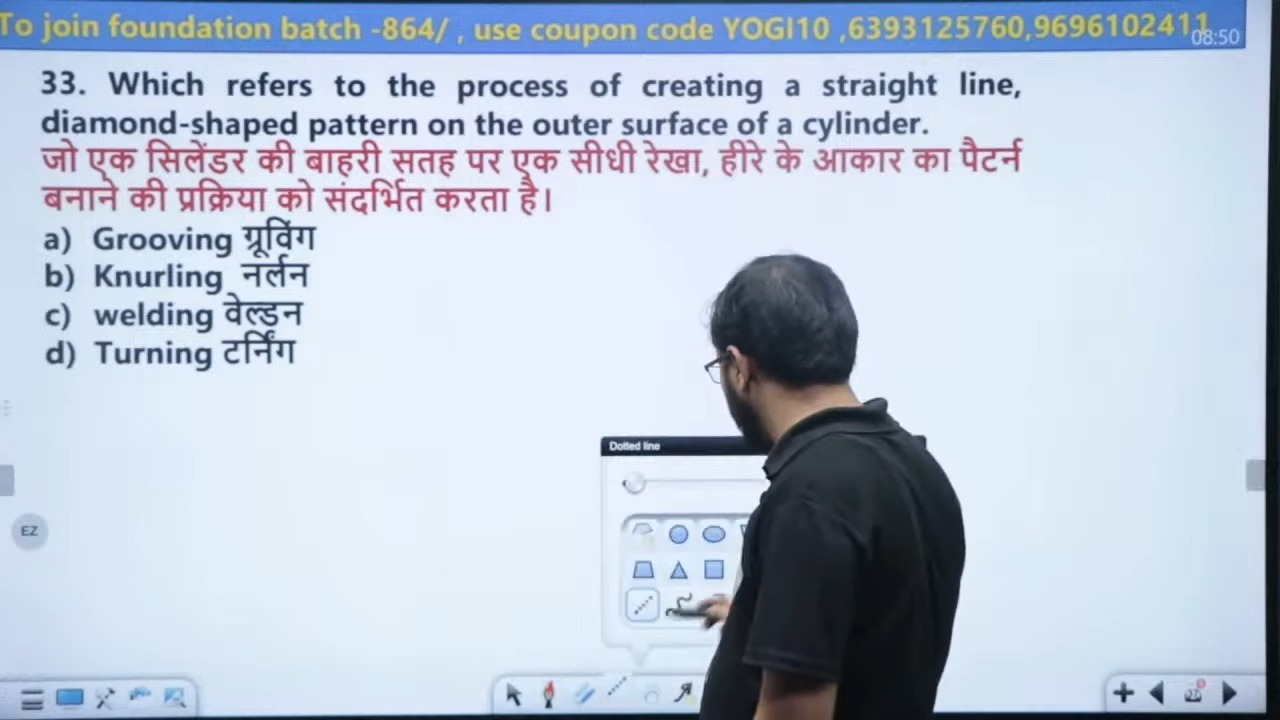 To join foundation batch -864/ , use coupon code YOGI10 ,6393125760,9696102411
08:50
33. Which refers to the process of creating a straight line,
diamond-shaped pattern on the outer surface of a cylinder.
जो एक सिलेंडर की बाहरी सतह पर एक सीधी रेखा, हीरे के आकार का पैटर्न
बनाने की प्रक्रिया को संदर्भित करता है।
a) Grooving ग्रूविंग
b) Knurling नर्लन
c) welding वेल्डन
d) Turning टर्निंग
Dotted line
EZ